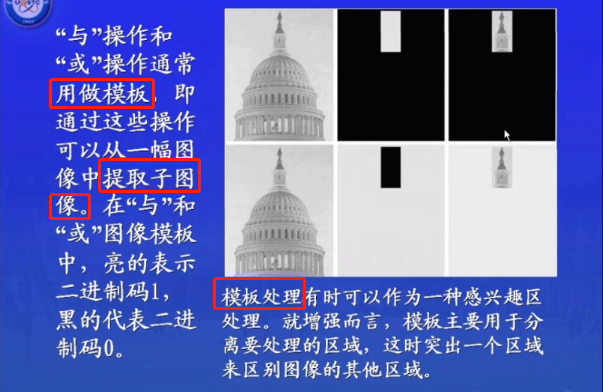 “与”操作和
“或”操作通常
用做模板，即
通过这些操作
可以从一幅图
像中提取子图
像。在“与”和
“或”图像模板
中，亮的表示
二进制码1，
黑的代表二进
制码0。
模板处理有时可以作为一种感兴趣区
处理。就增强而言，模板主要用于分
离要处理的区域，这时突出一个区域
来区别图像的其他区域。